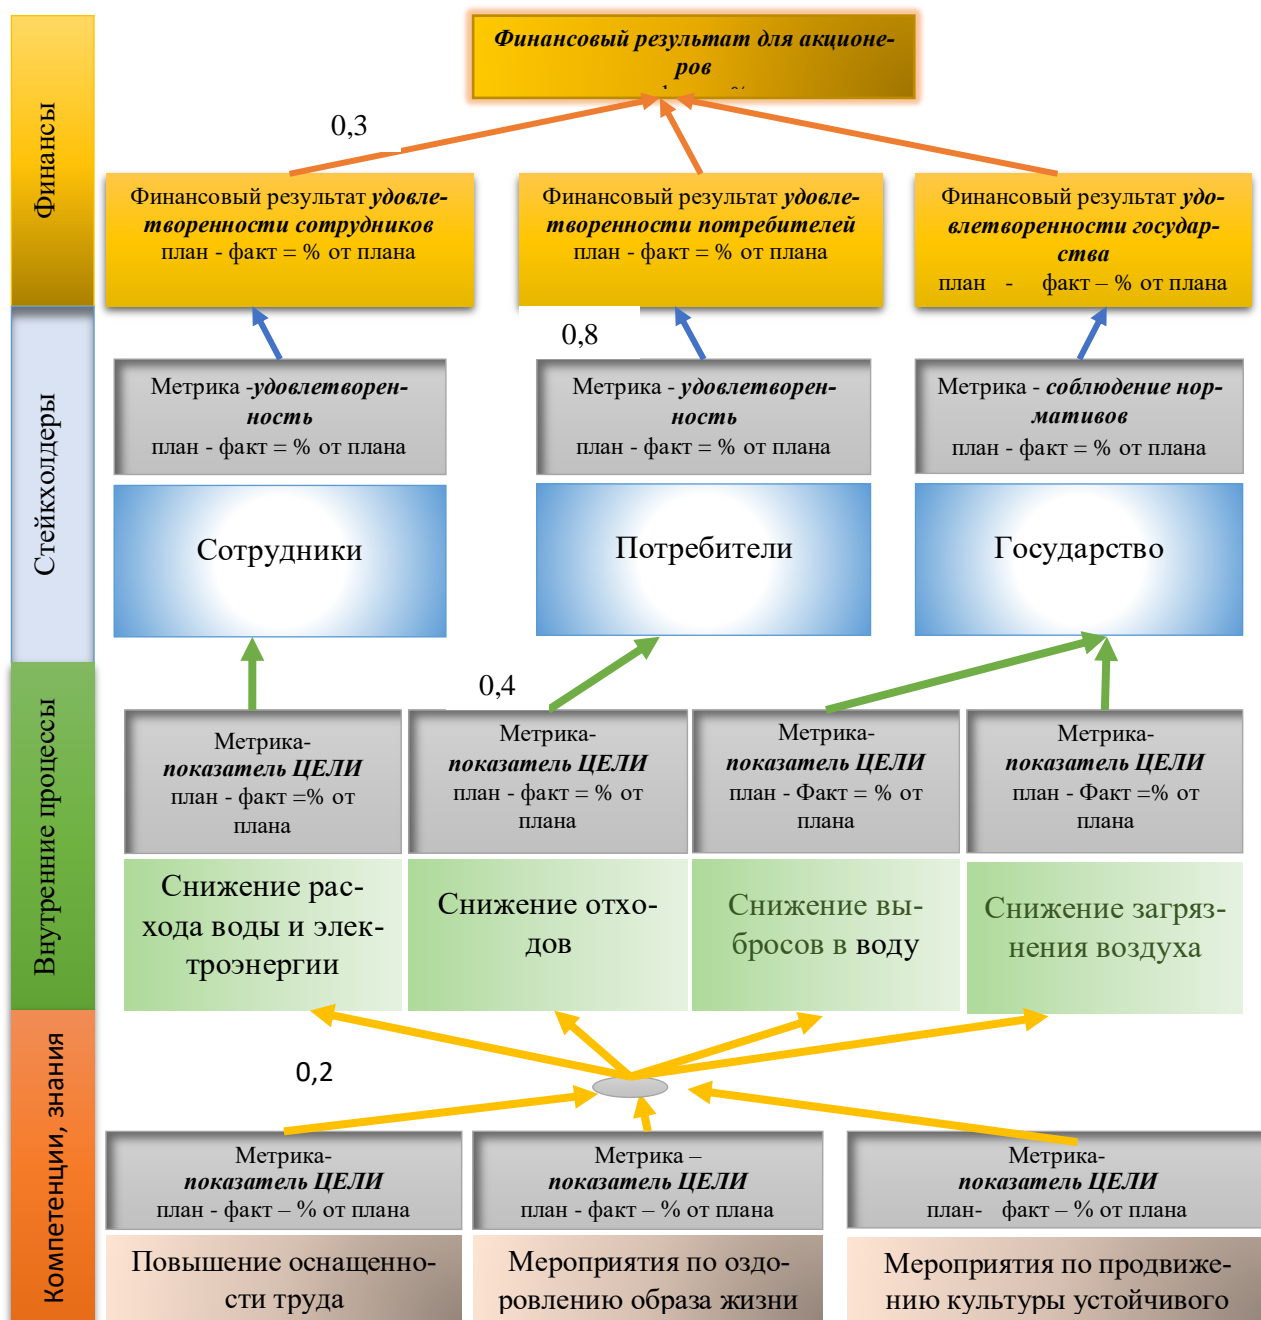 Финансовый результат для акционе-
ров
0,3
Финансы
Финансовый результат удовле-
творенности сотрудников
план - факт = % от плана
Финансовый результат удовле-
творенности потребителей
план - факт = % от плана
Финансовый результат удо-
влетворенности государ-
ства
план - факт – % от плана
0,8
Стейкхолдеры
Метрика -удовлетворен-
ность
план - факт = % от плана
Метрика - удовлетворен-
ность
план - факт = % от плана
Метрика - соблюдение нор-
мативов
план - факт = % от плана
Сотрудники
Потребители
Государство
0,4
Внутренние процессы
Метрика-
показатель ЦЕЛИ
план - факт =% от
плана
Метрика-
показатель ЦЕЛИ
план - факт = % от
плана
Метрика-
показатель ЦЕЛИ
план - Факт = % от
плана
Метрика-
показатель ЦЕЛИ
план - Факт =% от
плана
Снижение рас-
хода воды и элек-
троэнергии
Снижение отхо-
дов
Снижение вы-
бросов в воду
Снижение загряз-
нения воздуха
0,2
Компетенции, знания
Метрика-
показатель ЦЕЛИ
план - факт – % от плана
Метрика –
показатель ЦЕЛИ
план - факт – % от плана
Метрика-
показатель ЦЕЛИ
план- факт – % от плана
Повышение оснащенно-
сти труда
Мероприятия по оздо-
ровлению образа жизни
Мероприятия по продвиже-
нию культуры устойчивого